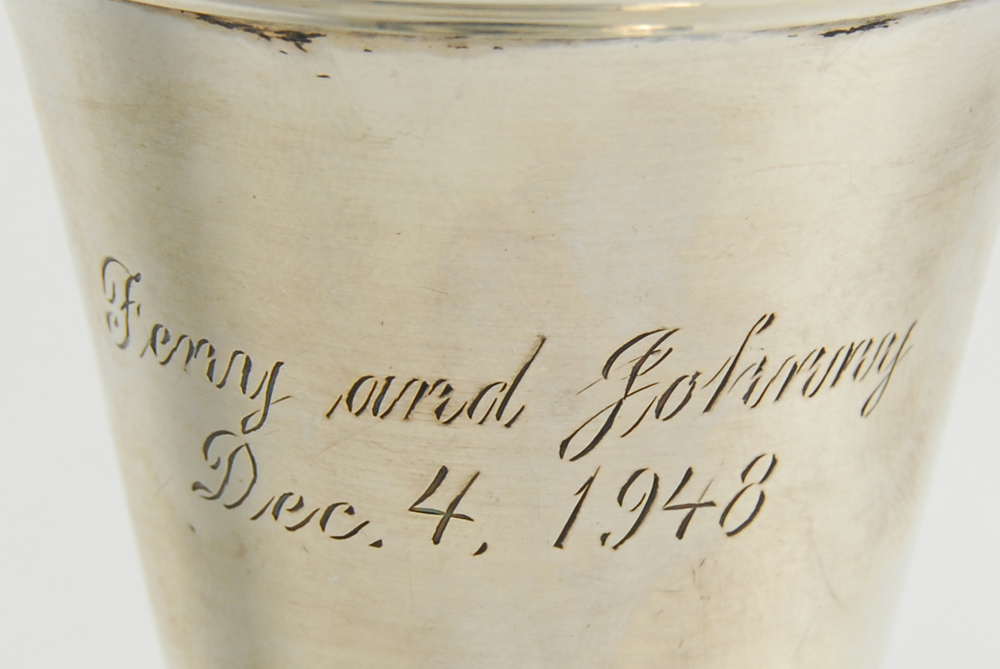 Ferry and Johnny
Dec. 4, 1948